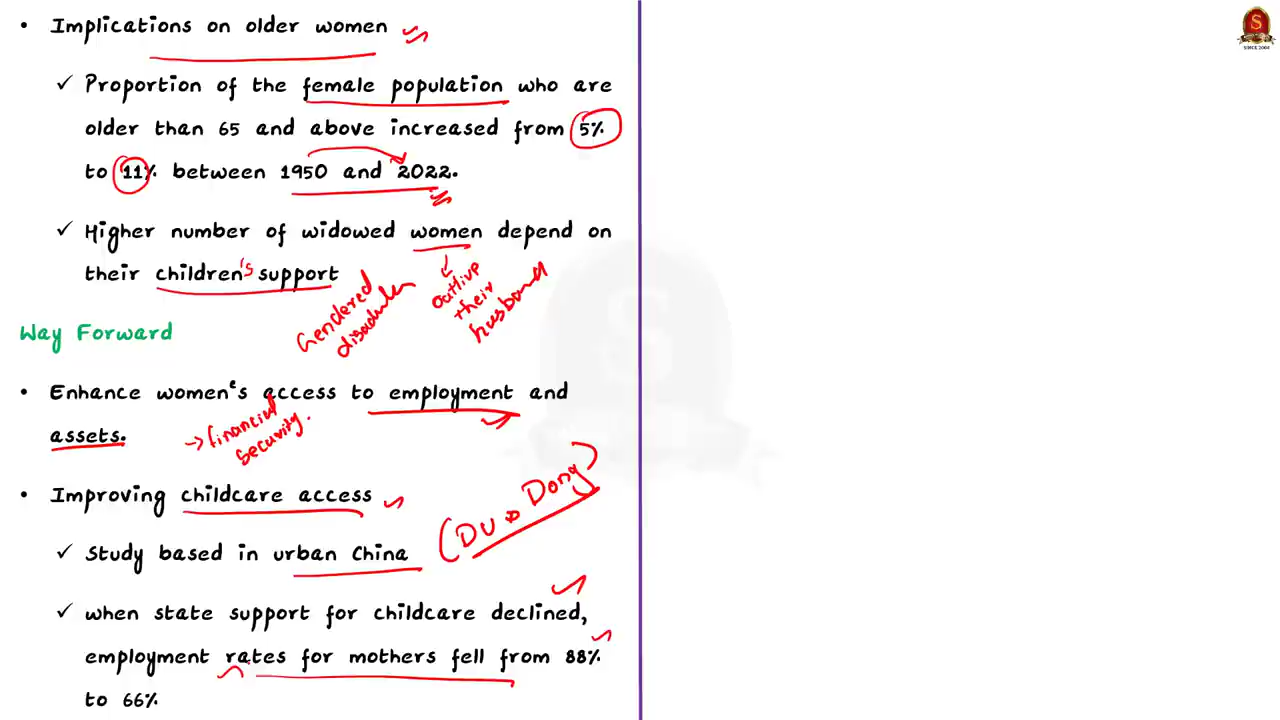 • Implications on older women
✓ Proportion of the female population who are
older than 65 and above increased from 5%
to 11% between 1950 and 2022.
✓ Higher number of widowed women depend on
their children's support
Gendered
outlive
their
husband
Way Forward
• Enhance women's access to employment and
assets.
→ financial
security.
• Improving childcare access
(Du & Dong)
✓ Study based in urban China
✓ when state support for childcare declined,
employment rates for mothers fell from 88%
to 66%
S
SINCE 2004